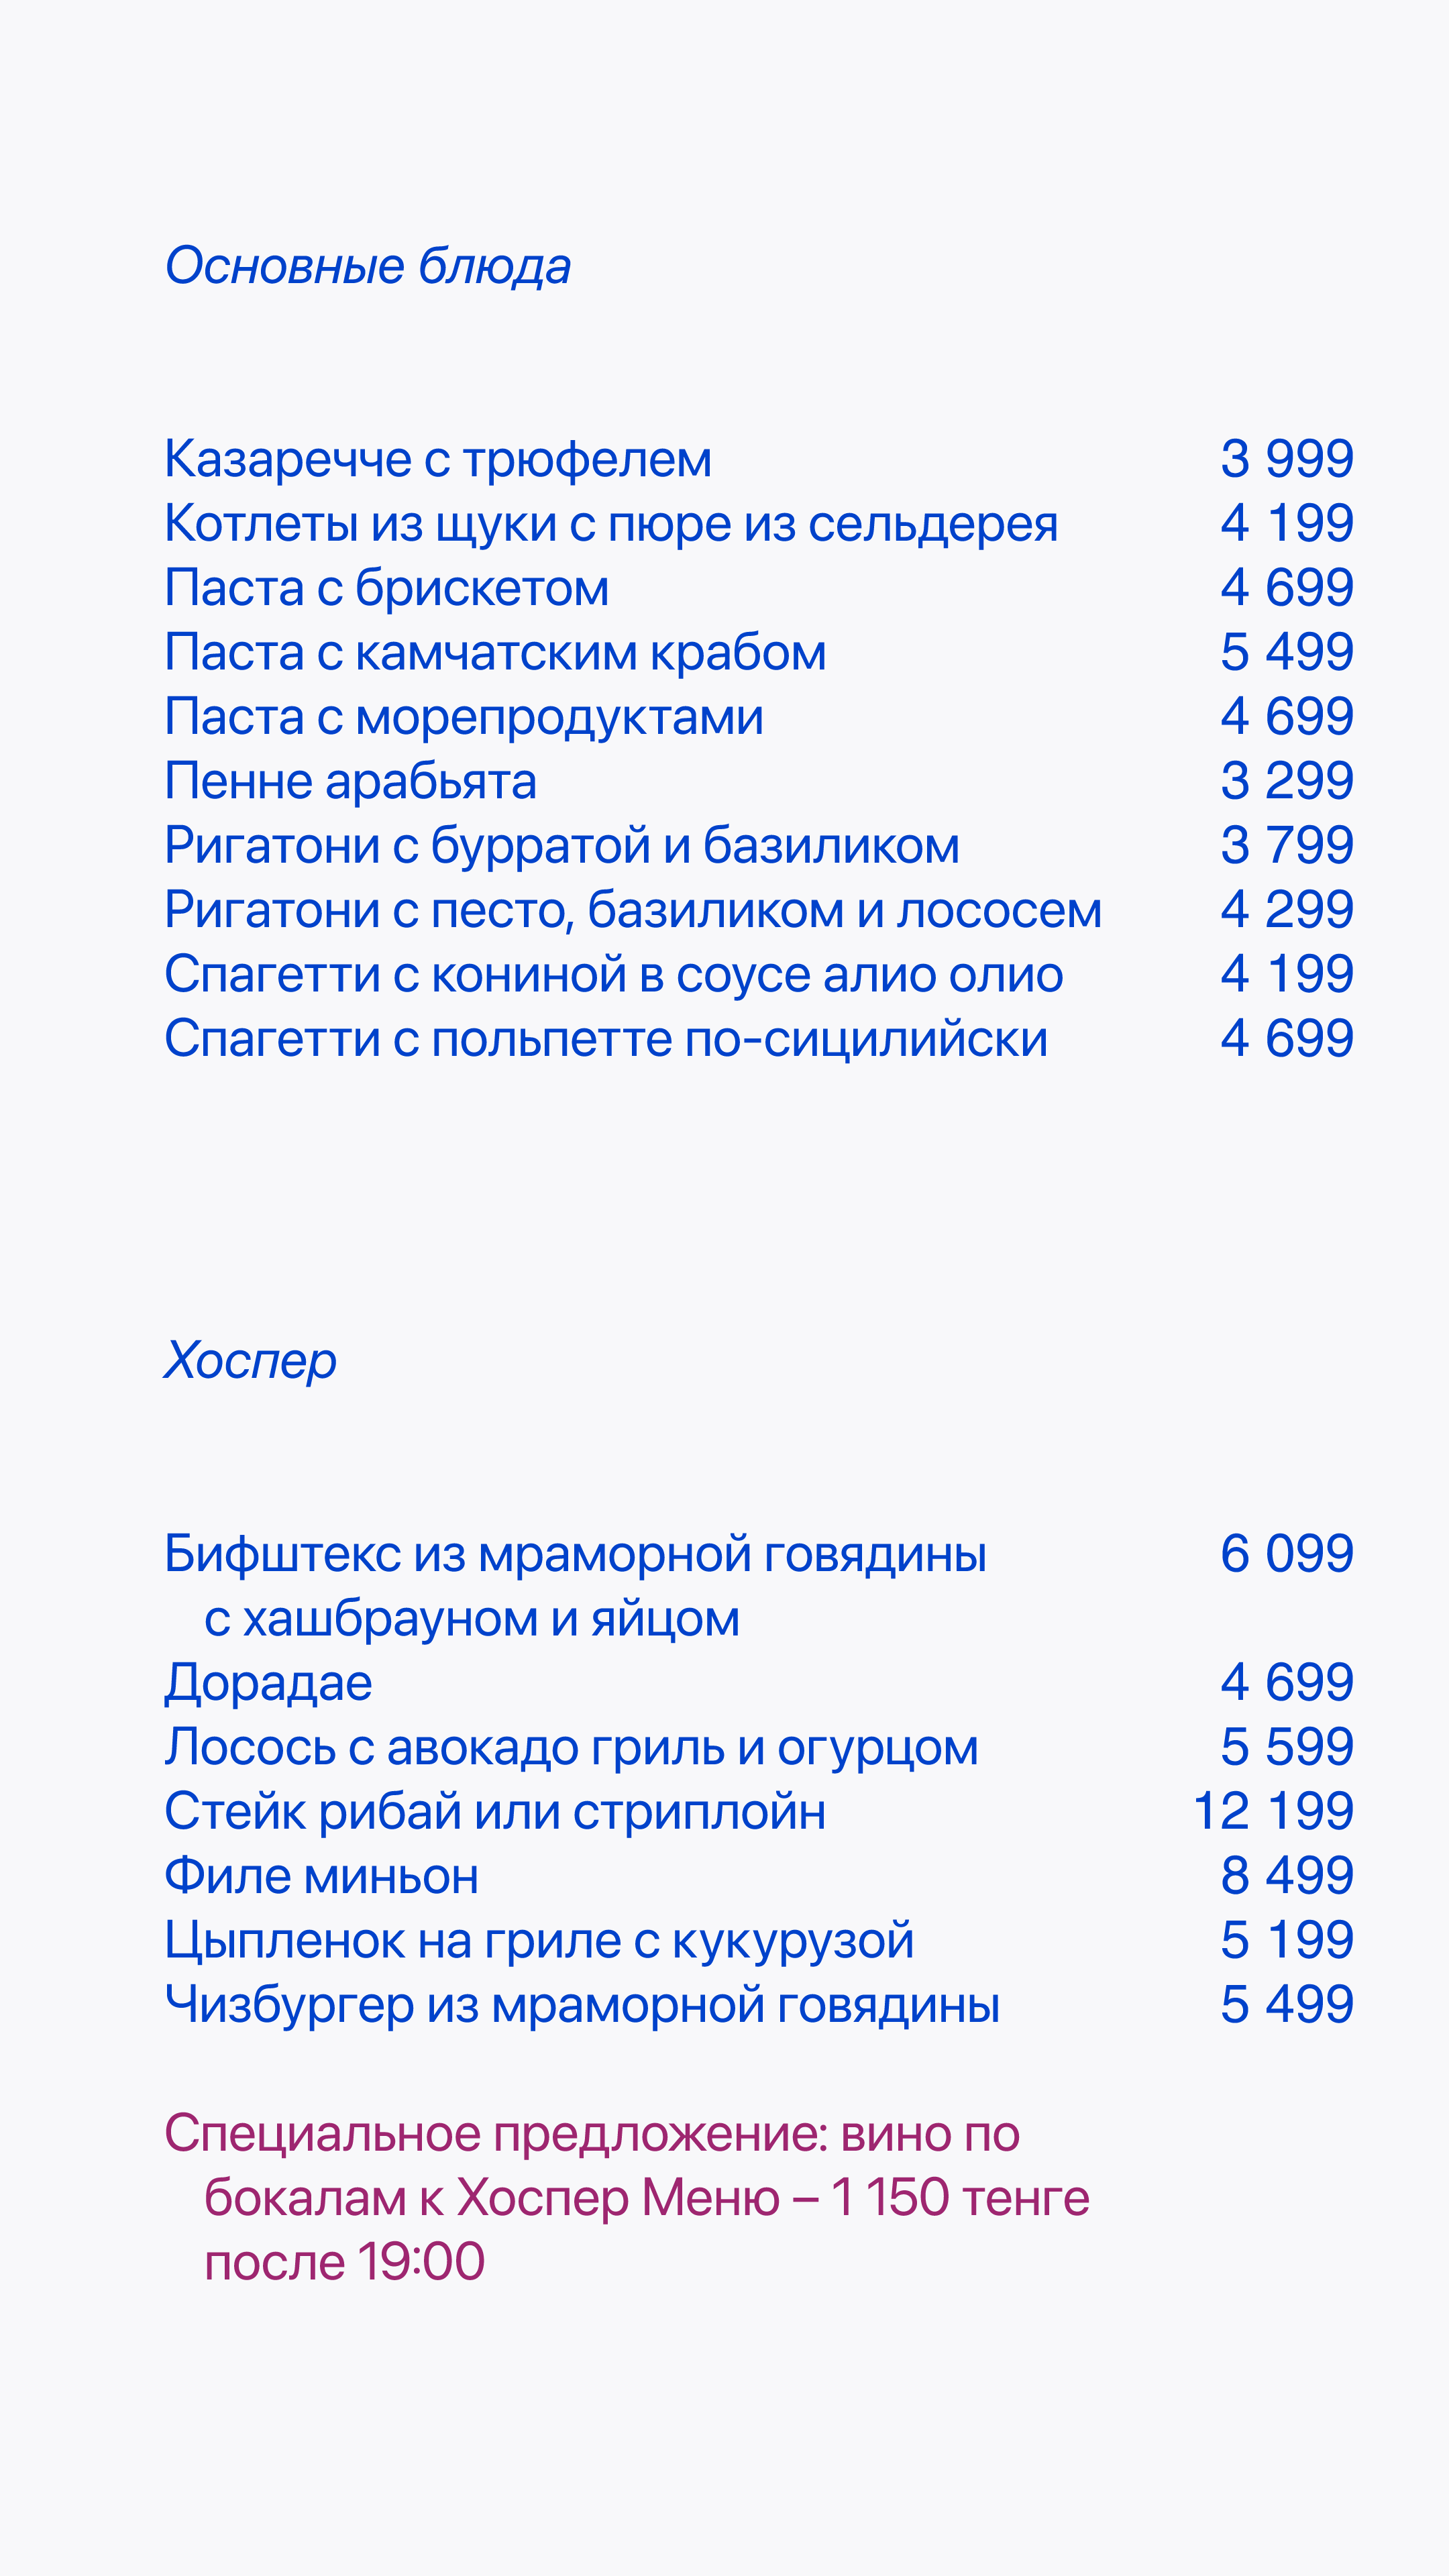 Основные блюда
Казаречче с трюфелем 3 999
Котлеты из щуки с пюре из сельдерея 4 199
Паста с брискетом 4 699
Паста с камчатским крабом 5 499
Паста с морепродуктами 4 699
Пенне арабьята 3 299
Ригатони с бурратой и базиликом 3 799
Ригатони с песто, базиликом и лососем 4 299
Спагетти с кониной в соусе алио олио 4 199
Спагетти с польпетте по-сицилийски 4 699
Хоспер
Бифштекс из мраморной говядины 6 099
с хашбрауном и яйцом
Дорадае 4 699
Лосось с авокадо гриль и огурцом 5 599
Стейк рибай или стриплойн 12 199
Филе миньон 8 499
Цыпленок на гриле с кукурузой 5 199
Чизбургер из мраморной говядины 5 499
Специальное предложение: вино по
бокалам к Хоспер Меню – 1 150 тенге
после 19:00